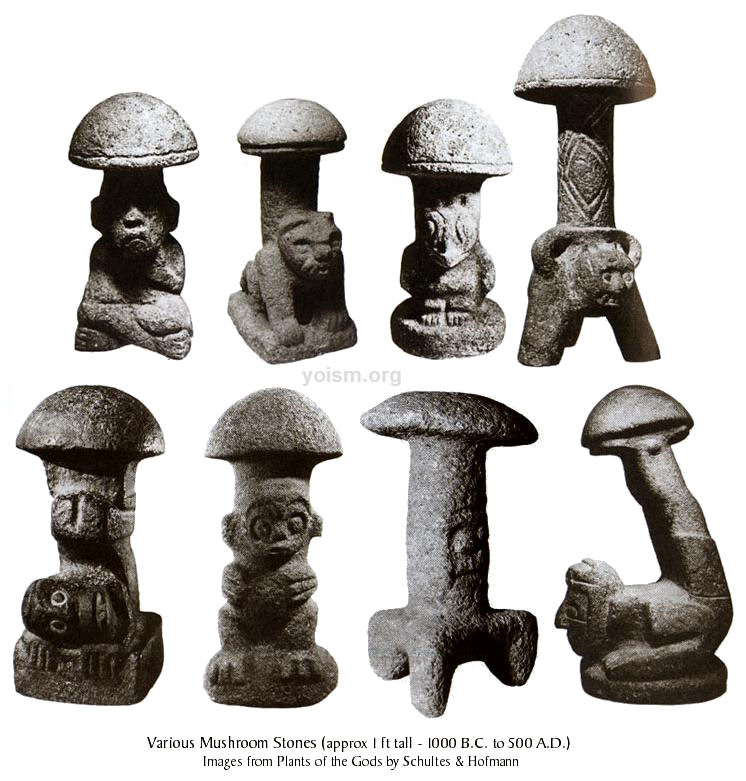 yoism.org
Various Mushroom Stones (approx 1 ft tall - 1000 B.C. to 500 A.D.)
Images from Plants of the Gods by Schultes & Hofmann